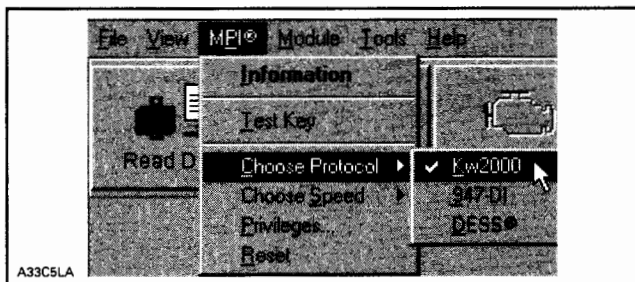 File View MPI® Module Tools Help
Information
Test Key
Read D
Choose Protocol ✓ Kw2000
Choose Speed 947-DI
Privileges... DESS®
Reset
A33C5LA